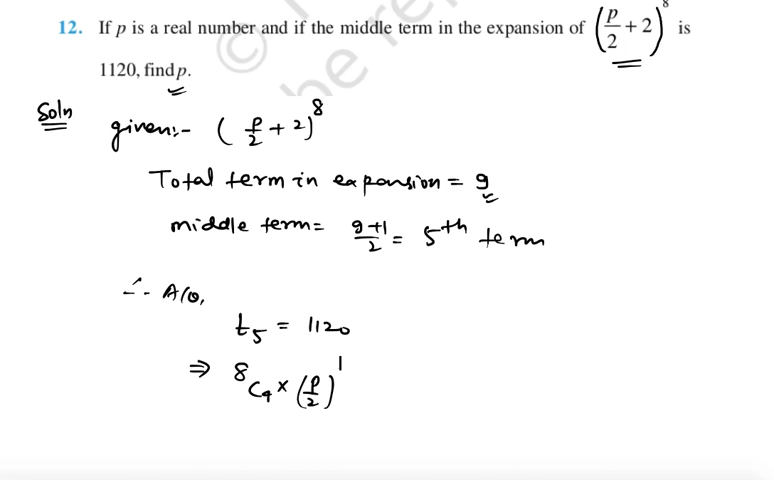 12. If p is a real number and if the middle term in the expansion of (p/2 + 2)^8 is
1120, find p.
Soln
given:- (p/2 + 2)^8
Total term in expansion = 9
middle term = 9+1/2 = 5th term
∴ A/Q,
t5 = 1120
⇒ 8C4 × (p/2)^1